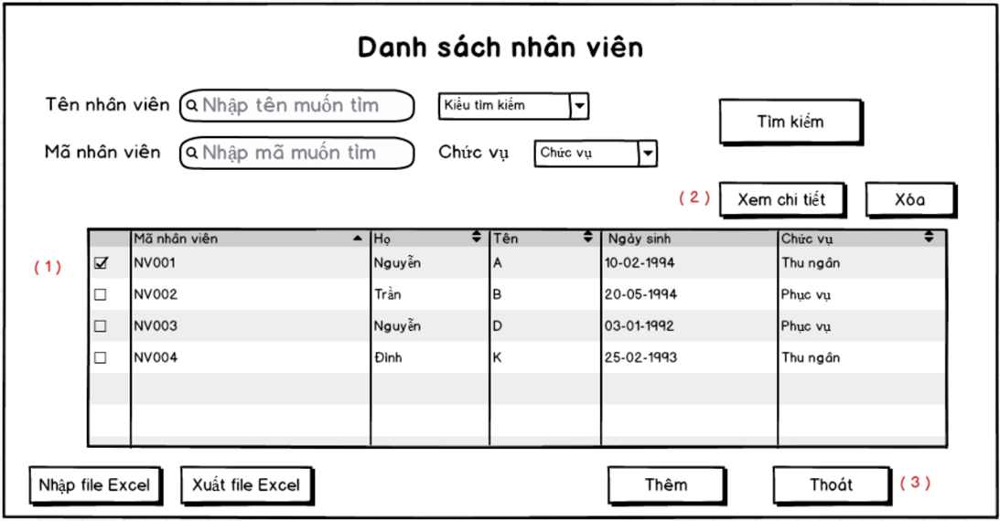 Danh sách nhân viên
Tên nhân viên Nhập tên muốn tìm Kiểu tìm kiếm Tìm kiếm
Mã nhân viên Nhập mã muốn tìm Chức vụ Chức vụ
( 2 ) Xem chi tiết Xóa
Mã nhân viên Họ Tên Ngày sinh Chức vụ
( 1 ) NV001 Nguyễn A 10-02-1994 Thu ngân
NV002 Trần B 20-05-1994 Phục vụ
NV003 Nguyễn D 03-01-1992 Phục vụ
NV004 Đình K 25-02-1993 Thu ngân
Nhập file Excel Xuất file Excel Thêm Thoát ( 3 )